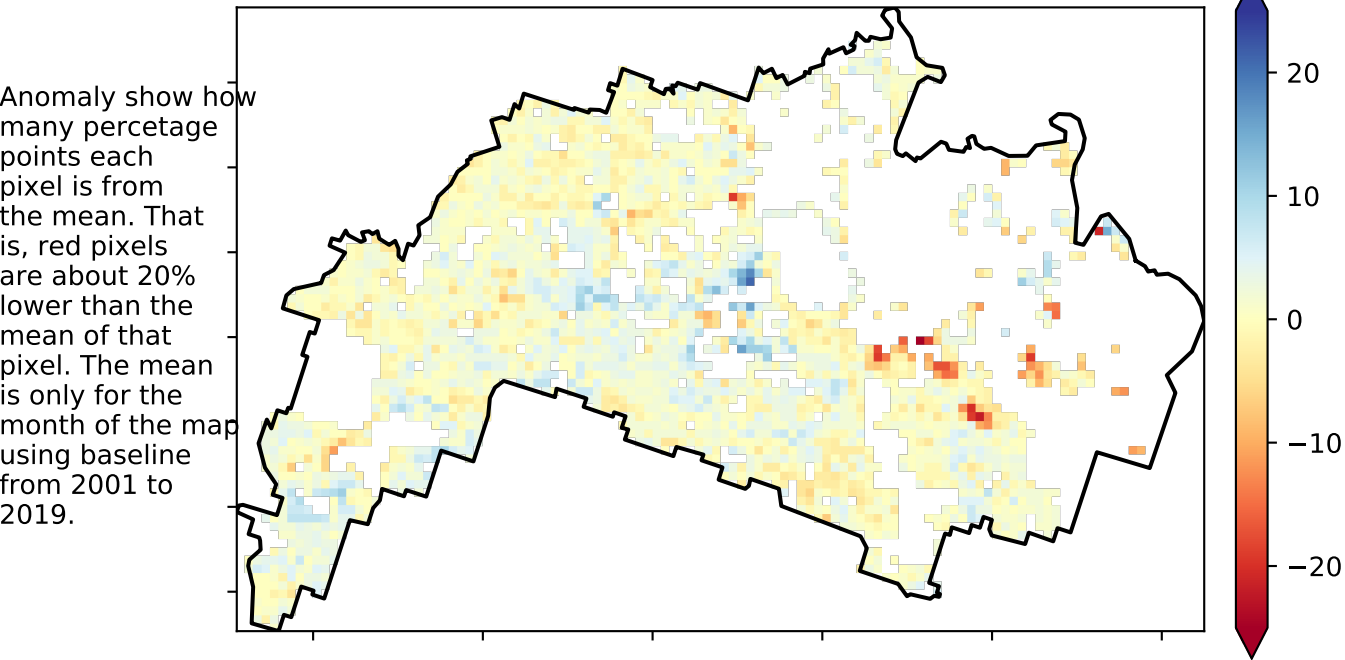 Anomaly show how
many percetage
points each
pixel is from
the mean. That
is, red pixels
are about 20%
lower than the
mean of that
pixel. The mean
is only for the
month of the map
using baseline
from 2001 to
2019.
20
10
0
−10
−20